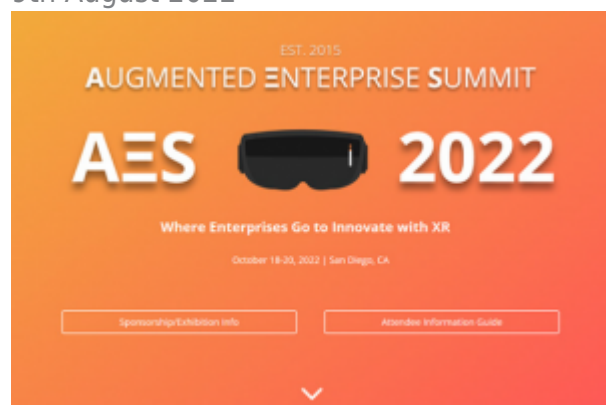 EST. 2015
AUGMENTED ΞNTERPRISE SUMMIT
AΞS 2022
Where Enterprises Go to Innovate with XR
October 18-20, 2022 | San Diego, CA
Sponsorship/Exhibition Info
Attendee Information Guide